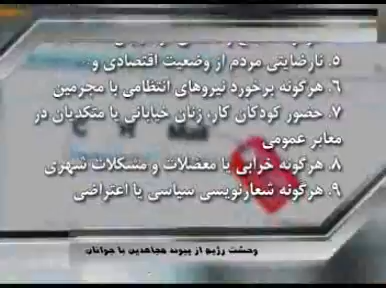 ۵. نارضایتی مردم از وضعیت اقتصادی و
۶. هرگونه برخورد نیروهای انتظامی با مجرمین
۷. حضور کودکان کار، زنان خیابانی یا متکدیان در
معابر عمومی
۸. هرگونه خرابی یا معضلات و مشکلات شهری
۹. هرگونه شعارنویسی سیاسی یا اعتراضی
وحشت رژیم از پیوند مجاهدین با جوانان